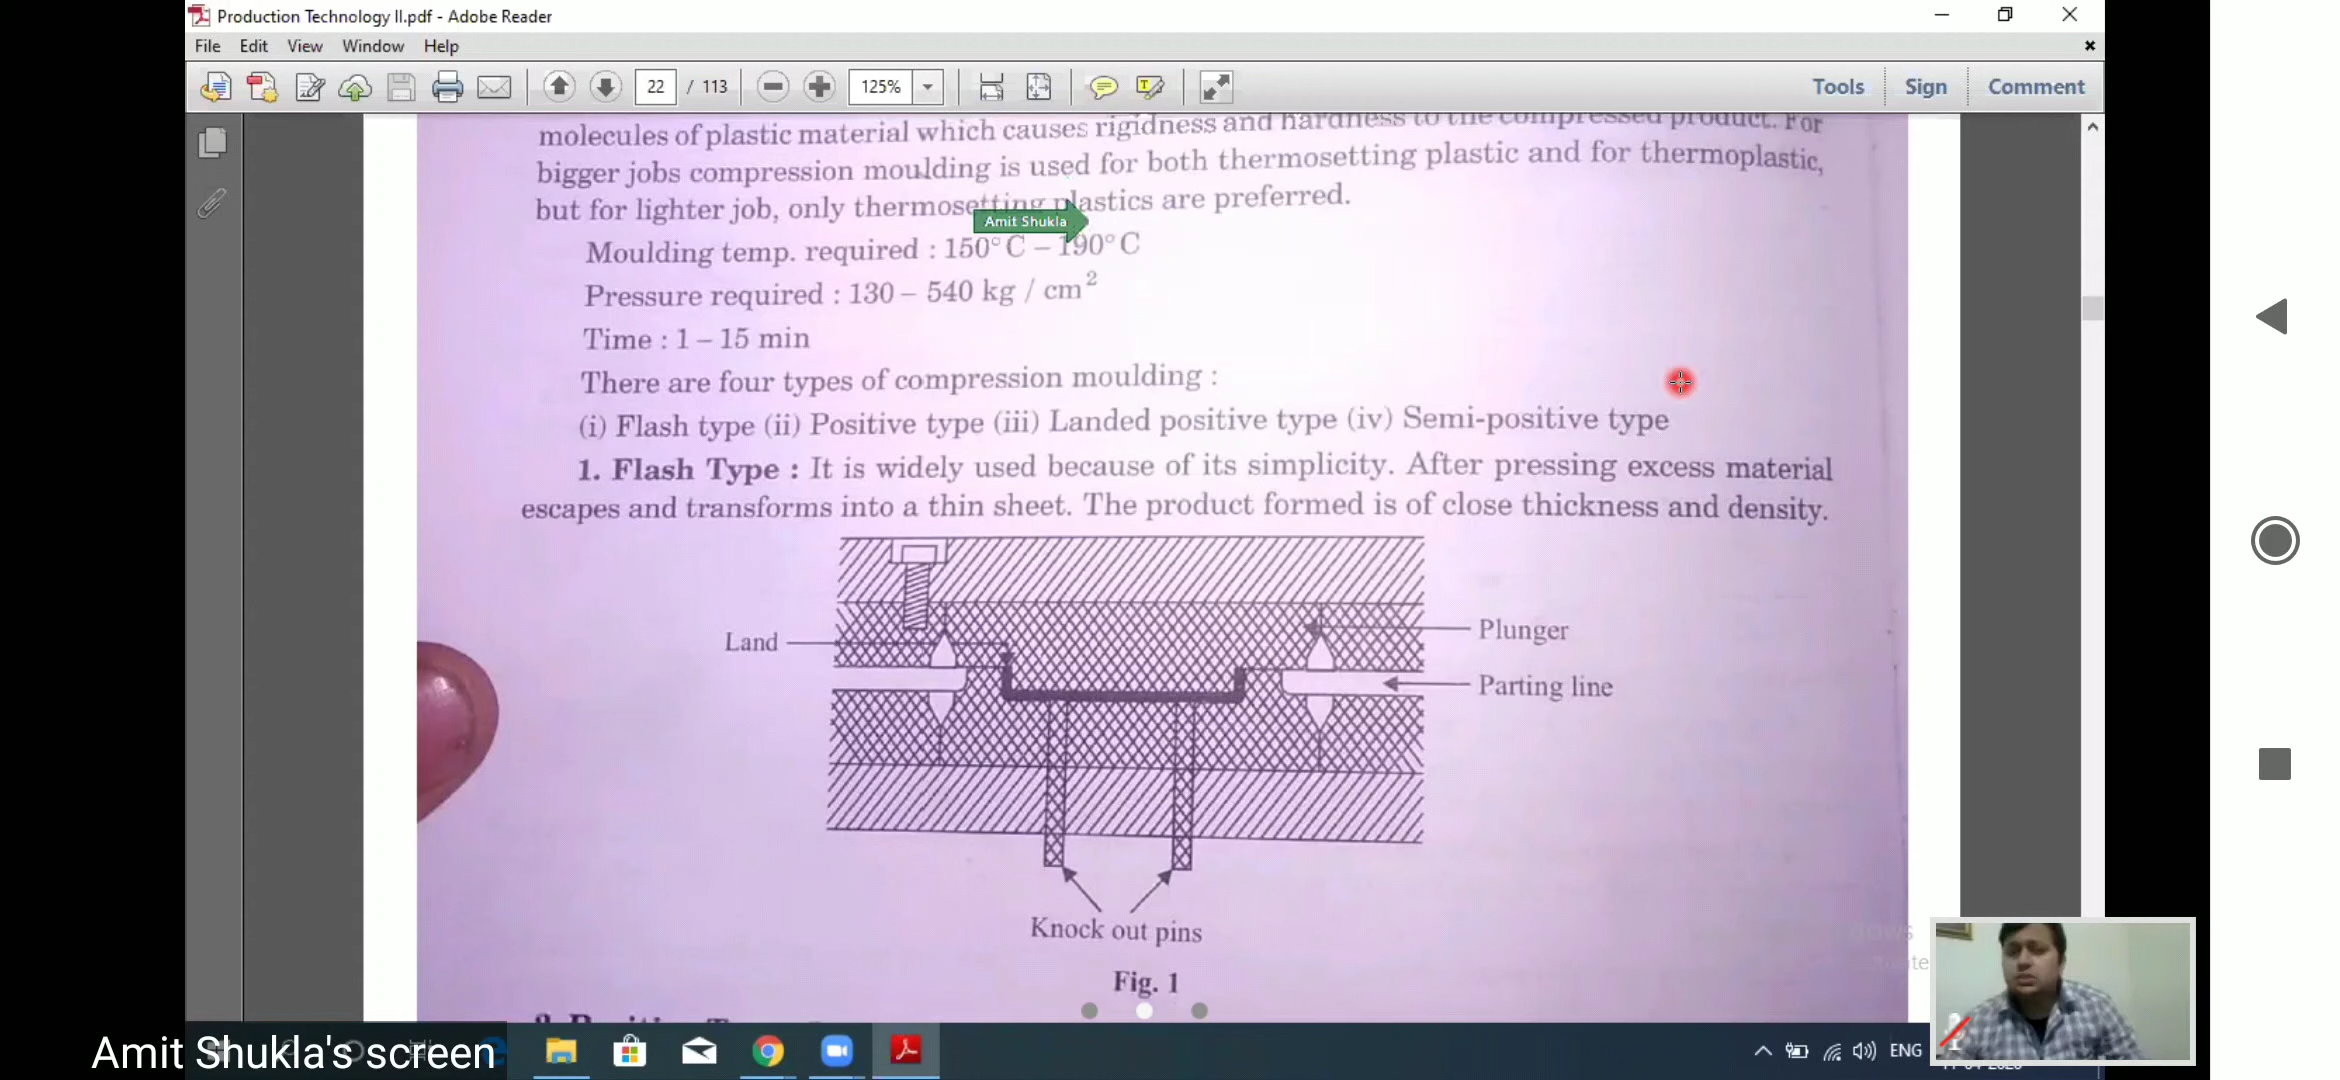 Production Technology II.pdf - Adobe Reader
File Edit View Window Help
22 / 113 125% Tools Sign Comment
molecules of plastic material which causes rigidness and hardness to the compressed product. For
bigger jobs compression moulding is used for both thermosetting plastic and for thermoplastic,
but for lighter job, only thermosetting plastics are preferred.
Amit Shukla
Moulding temp. required : 150°C – 190°C
Pressure required : 130 – 540 kg / cm²
Time : 1 – 15 min
There are four types of compression moulding :
(i) Flash type (ii) Positive type (iii) Landed positive type (iv) Semi-positive type
1. Flash Type : It is widely used because of its simplicity. After pressing excess material
escapes and transforms into a thin sheet. The product formed is of close thickness and density.
Land
Plunger
Parting line
Knock out pins
Fig. 1
Amit Shukla's screen
ENG